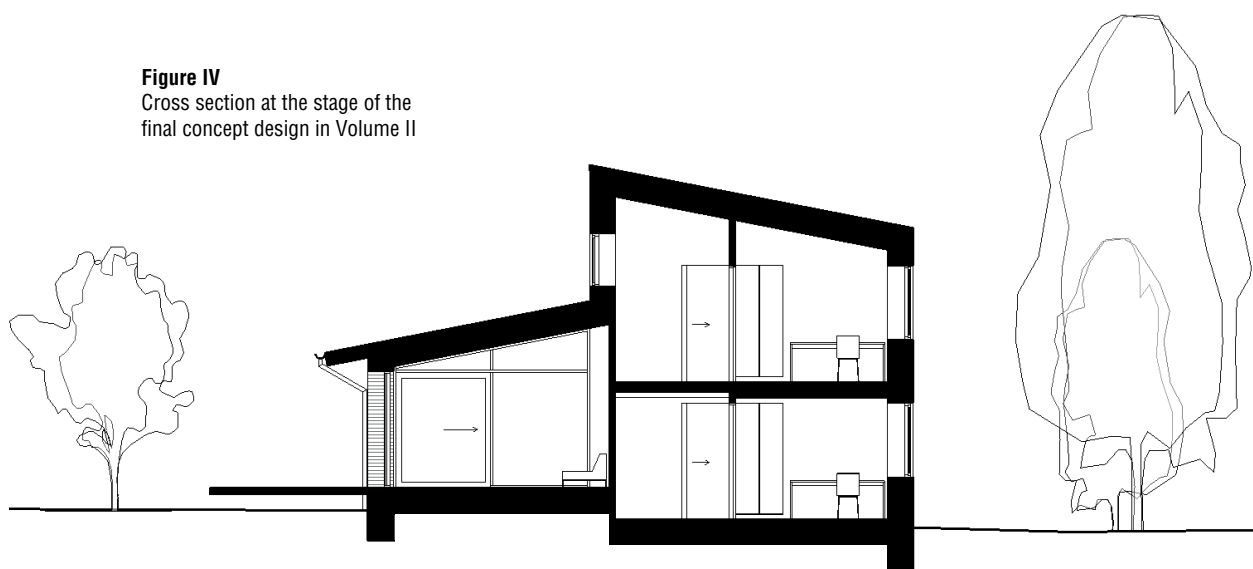 Figure IV
Cross section at the stage of the
final concept design in Volume II